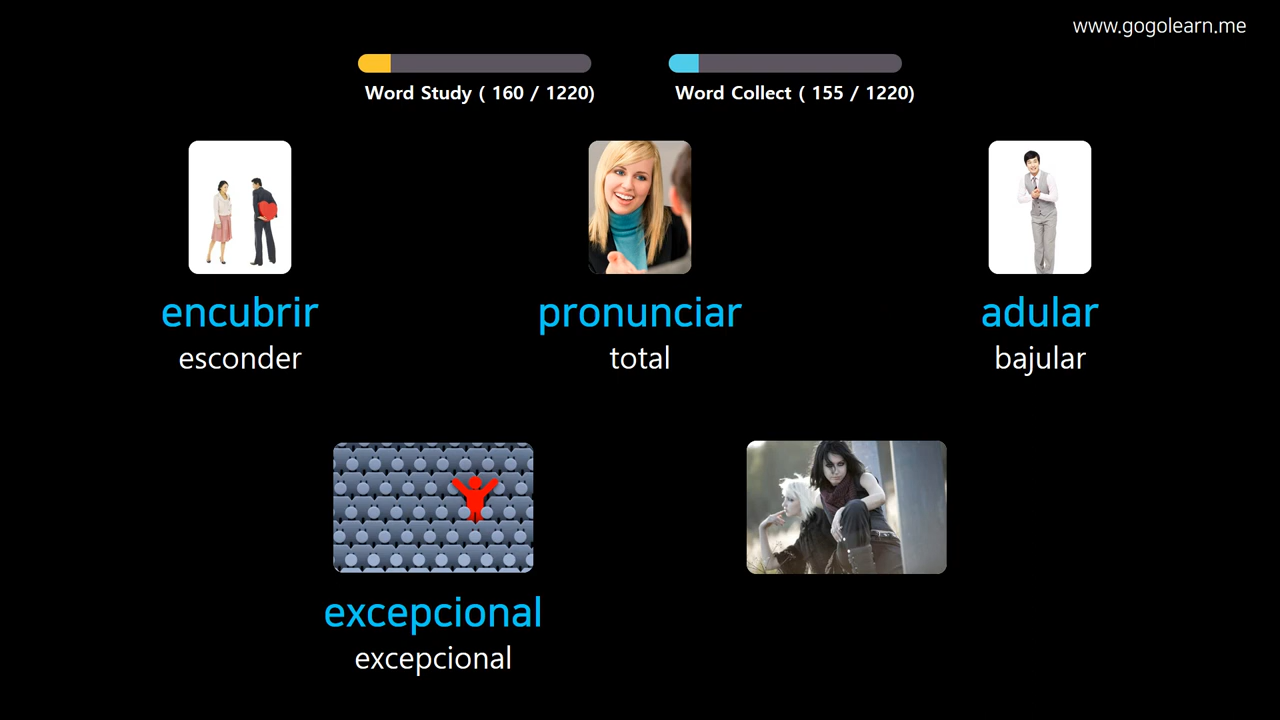 www.gogolearn.me
Word Study ( 160 / 1220)
Word Collect ( 155 / 1220)
encubrir
esconder
pronunciar
total
adular
bajular
excepcional
excepcional